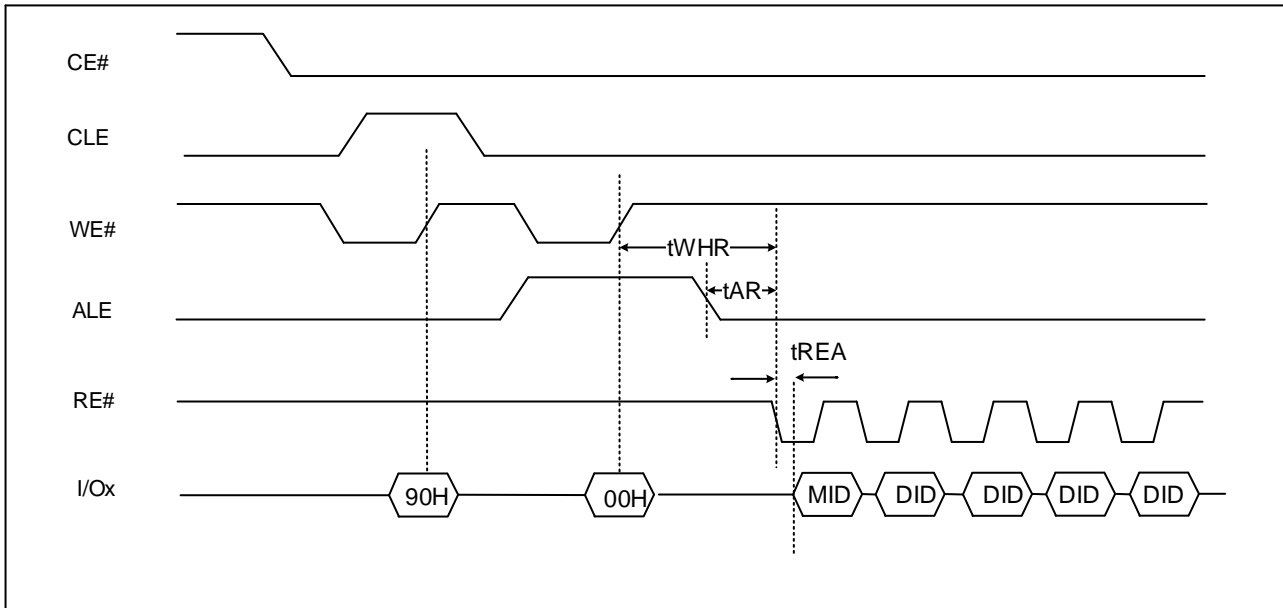 CE#
CLE
WE#
tWHR
tAR
ALE
tREA
RE#
I/Ox
90H
00H
MID
DID
DID
DID
DID